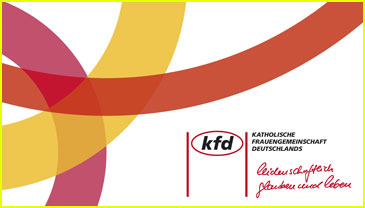 kfd
KATHOLISCHE
FRAUENGEMEINSCHAFT
DEUTSCHLANDS
leidenschaftlich
glauben und leben